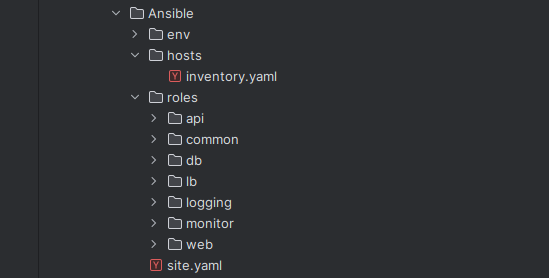 Ansible
env
hosts
Y inventory.yaml
roles
api
common
db
lb
logging
monitor
web
Y site.yaml